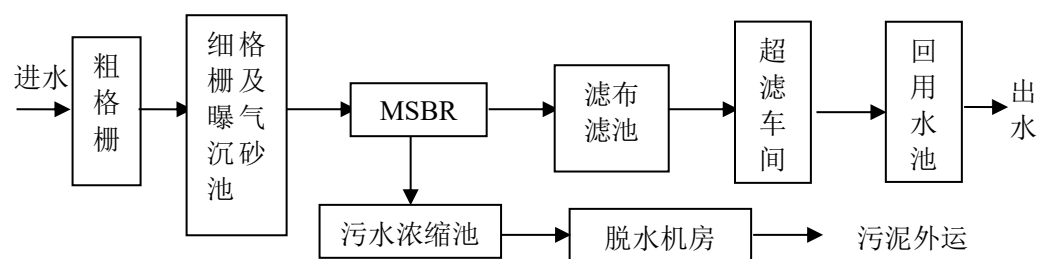 进水
粗
格
栅
细格
栅及
曝气
沉砂
池
MSBR
滤布
滤池
超
滤
车
间
回
用
水
池
出
水
污水浓缩池
脱水机房
污泥外运